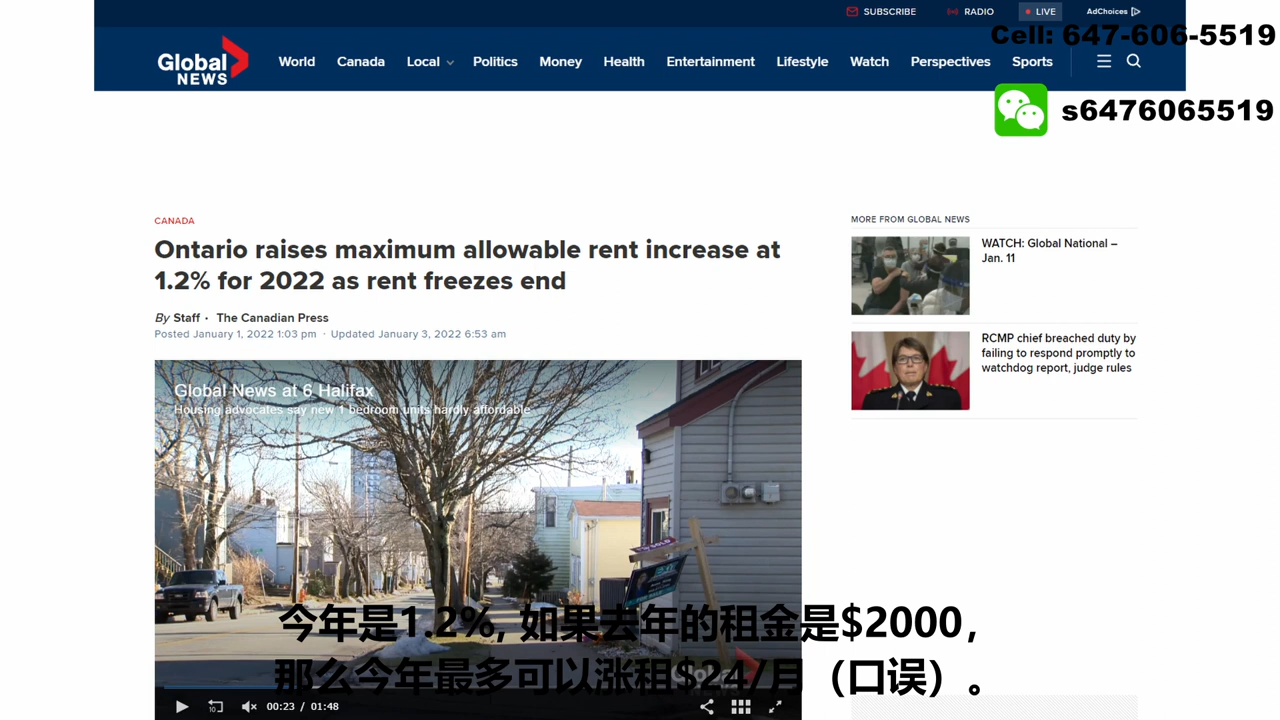 SUBSCRIBE
RADIO
LIVE
AdChoices
Cell: 647-606-5519
Global
NEWS
World Canada Local Politics Money Health Entertainment Lifestyle Watch Perspectives Sports
s6476065519
CANADA
Ontario raises maximum allowable rent increase at
1.2% for 2022 as rent freezes end
By Staff · The Canadian Press
Posted January 1, 2022 1:03 pm · Updated January 3, 2022 6:53 am
MORE FROM GLOBAL NEWS
WATCH: Global National –
Jan. 11
RCMP chief breached duty by
failing to respond promptly to
watchdog report, judge rules
Global News at 6 Halifax
Housing advocates say new 1 bedroom units hardly affordable
今年是1.2%, 如果去年的租金是$2000，
那么今年最多可以涨租$24/月（口误）。
10
00:23 / 01:48